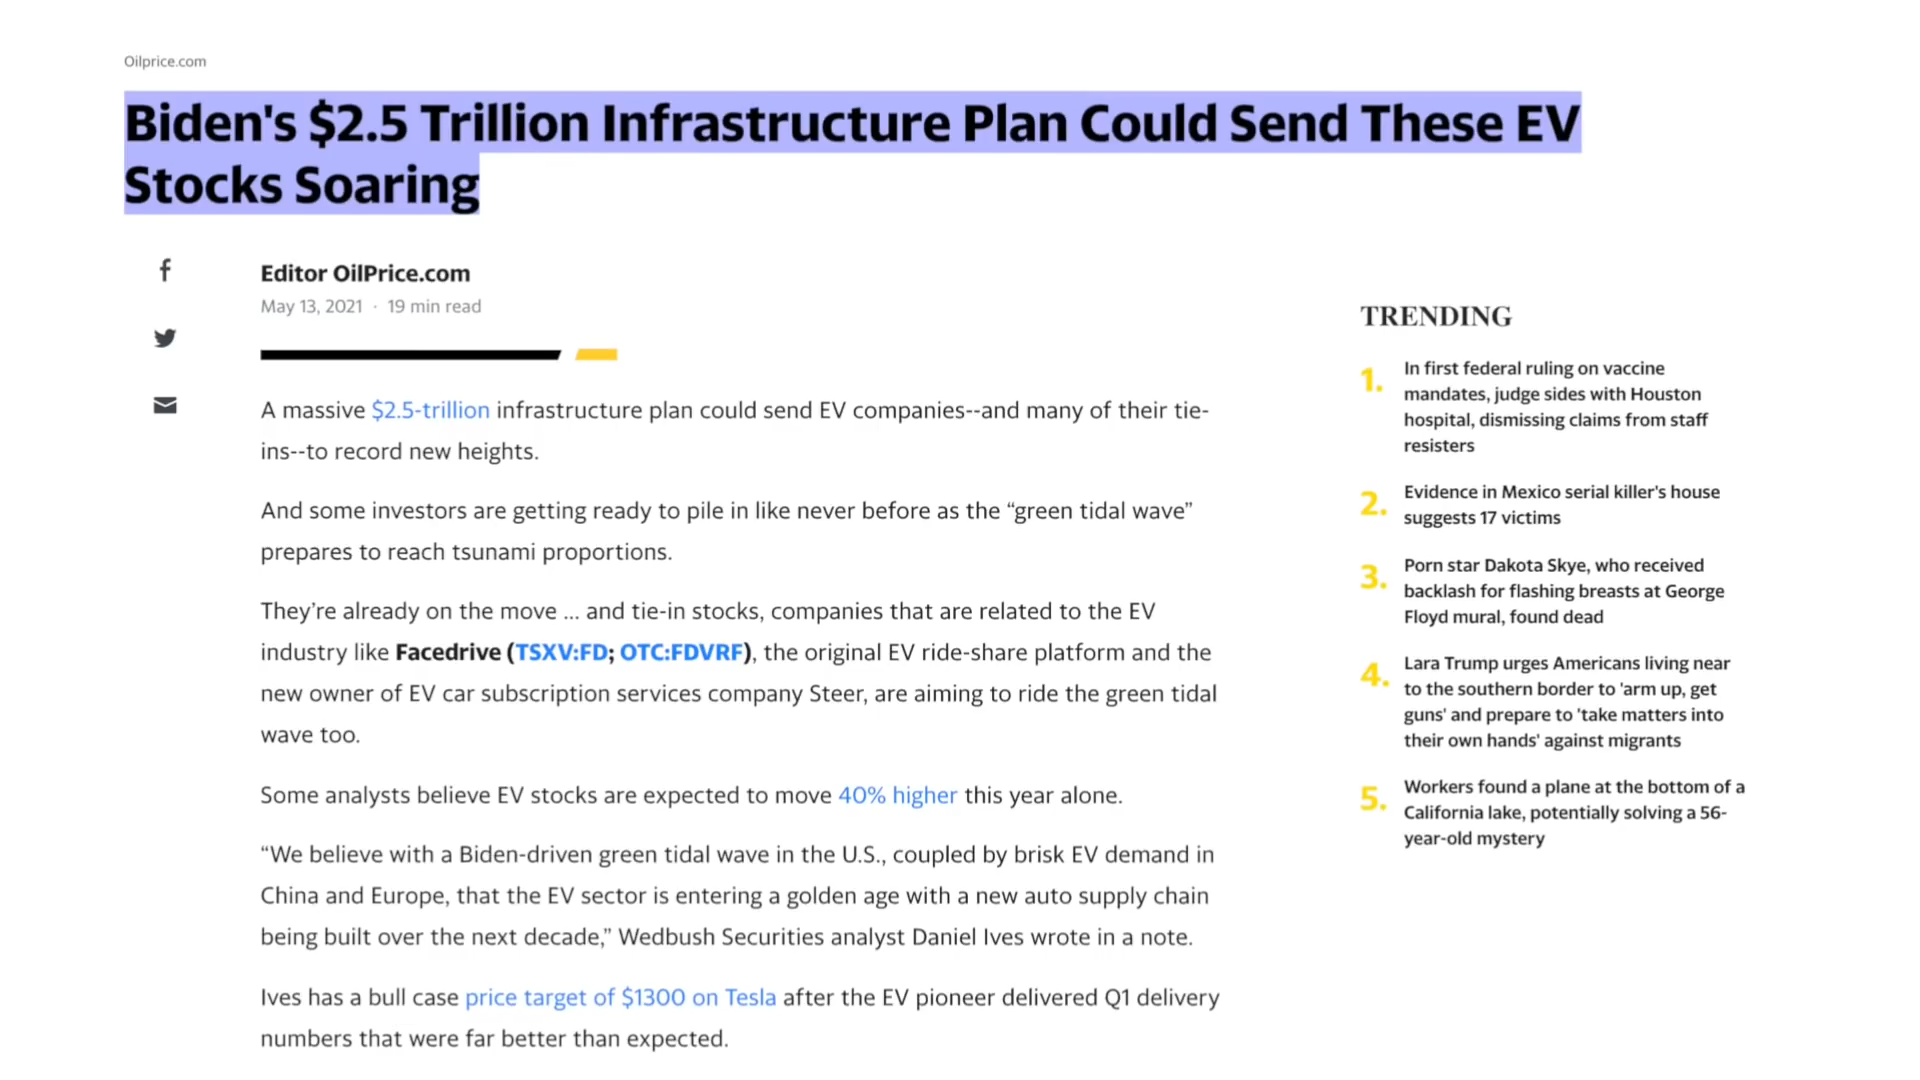 Oilprice.com
Biden's $2.5 Trillion Infrastructure Plan Could Send These EV
Stocks Soaring
Editor OilPrice.com
May 13, 2021 · 19 min read
A massive $2.5-trillion infrastructure plan could send EV companies--and many of their tie-
ins--to record new heights.
And some investors are getting ready to pile in like never before as the “green tidal wave”
prepares to reach tsunami proportions.
They’re already on the move ... and tie-in stocks, companies that are related to the EV
industry like Facedrive (TSXV:FD; OTC:FDVRF), the original EV ride-share platform and the
new owner of EV car subscription services company Steer, are aiming to ride the green tidal
wave too.
Some analysts believe EV stocks are expected to move 40% higher this year alone.
“We believe with a Biden-driven green tidal wave in the U.S., coupled by brisk EV demand in
China and Europe, that the EV sector is entering a golden age with a new auto supply chain
being built over the next decade,” Wedbush Securities analyst Daniel Ives wrote in a note.
Ives has a bull case price target of $1300 on Tesla after the EV pioneer delivered Q1 delivery
numbers that were far better than expected.
TRENDING
1. In first federal ruling on vaccine
mandates, judge sides with Houston
hospital, dismissing claims from staff
resisters
2. Evidence in Mexico serial killer's house
suggests 17 victims
3. Porn star Dakota Skye, who received
backlash for flashing breasts at George
Floyd mural, found dead
4. Lara Trump urges Americans living near
to the southern border to 'arm up, get
guns' and prepare to 'take matters into
their own hands' against migrants
5. Workers found a plane at the bottom of a
California lake, potentially solving a 56-
year-old mystery